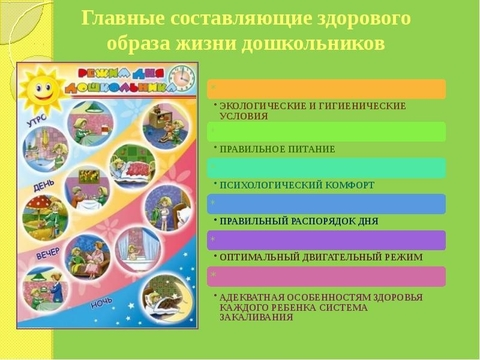 Главные составляющие здорового
образа жизни дошкольников
РЕЖИМ ДНЯ
ДОШКОЛЬНИКА
УТРО
ДЕНЬ
ВЕЧЕР
НОЧЬ
• ЭКОЛОГИЧЕСКИЕ И ГИГИЕНИЧЕСКИЕ
УСЛОВИЯ
• ПРАВИЛЬНОЕ ПИТАНИЕ
• ПСИХОЛОГИЧЕСКИЙ КОМФОРТ
• ПРАВИЛЬНЫЙ РАСПОРЯДОК ДНЯ
• ОПТИМАЛЬНЫЙ ДВИГАТЕЛЬНЫЙ РЕЖИМ
• АДЕКВАТНАЯ ОСОБЕННОСТЯМ ЗДОРОВЬЯ
КАЖДОГО РЕБЕНКА СИСТЕМА
ЗАКАЛИВАНИЯ